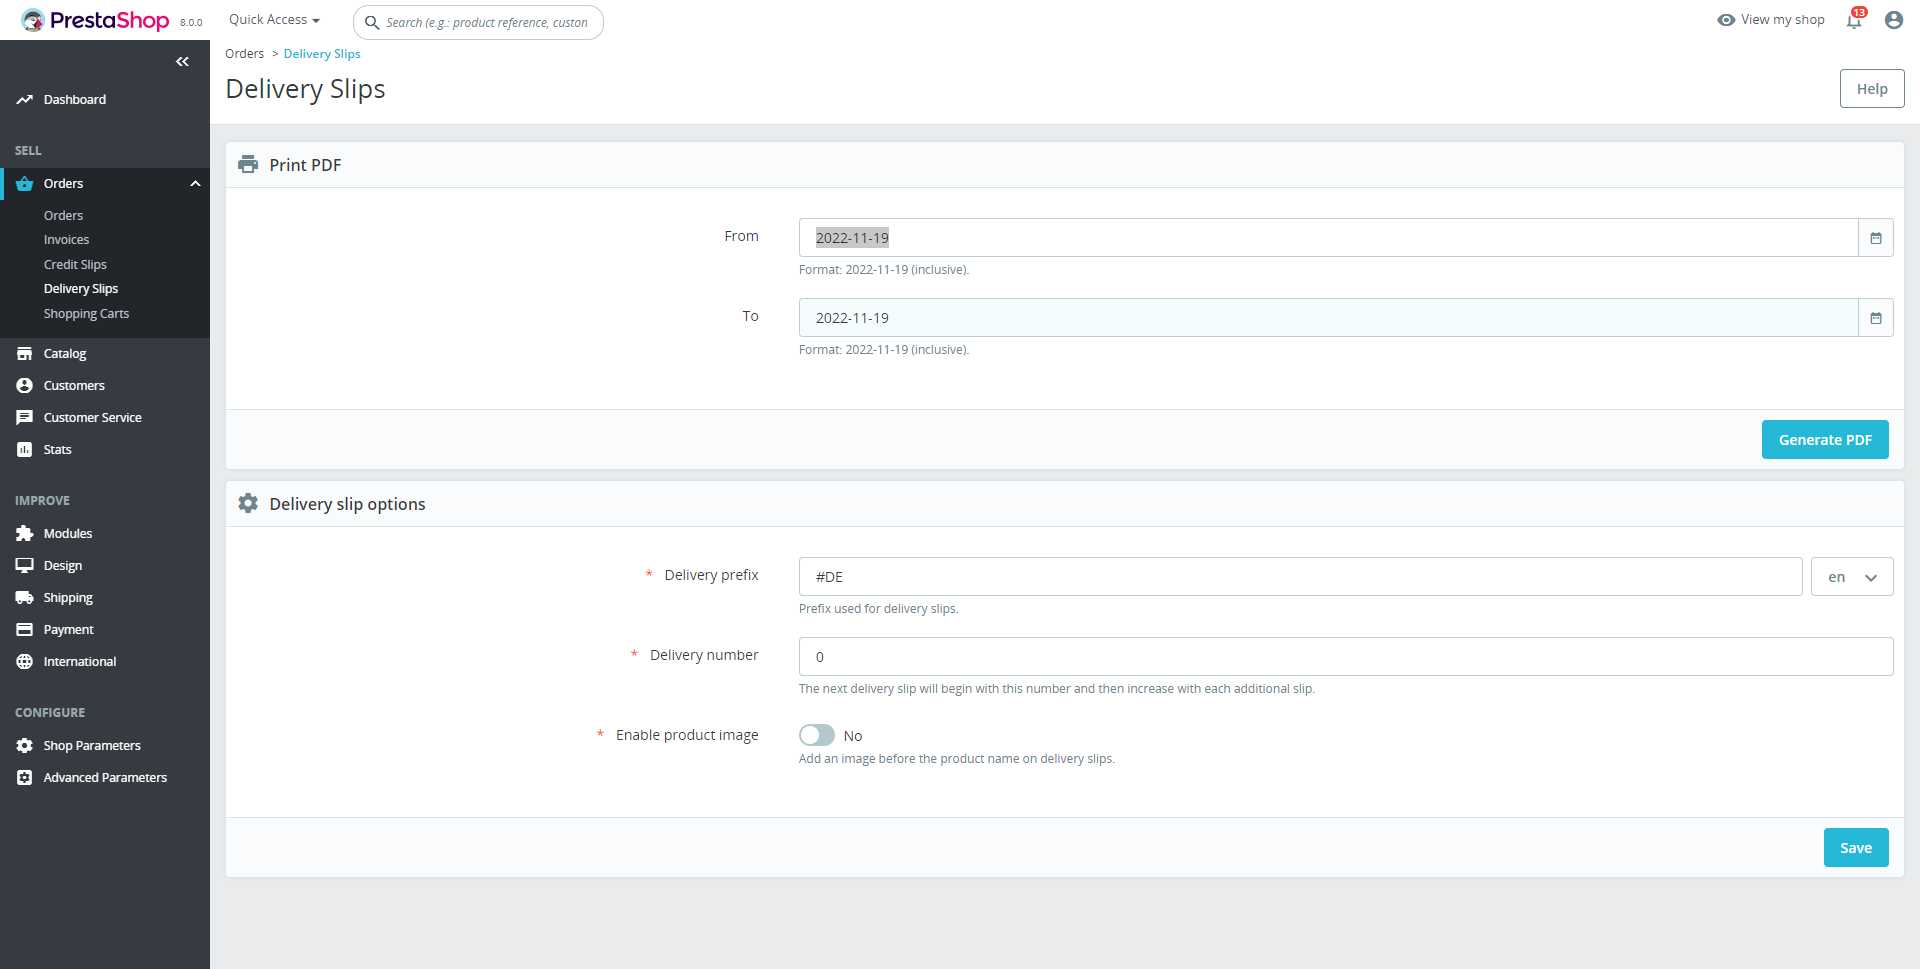 PrestaShop 8.0.0
Quick Access
Search (e.g.: product reference, custon
View my shop
13
Orders > Delivery Slips
Delivery Slips
Help
Dashboard
SELL
Orders
Orders
Invoices
Credit Slips
Delivery Slips
Shopping Carts
Catalog
Customers
Customer Service
Stats
IMPROVE
Modules
Design
Shipping
Payment
International
CONFIGURE
Shop Parameters
Advanced Parameters
Print PDF
From
2022-11-19
Format: 2022-11-19 (inclusive).
To
2022-11-19
Format: 2022-11-19 (inclusive).
Generate PDF
Delivery slip options
* Delivery prefix
#DE
en
Prefix used for delivery slips.
* Delivery number
0
The next delivery slip will begin with this number and then increase with each additional slip.
* Enable product image
No
Add an image before the product name on delivery slips.
Save